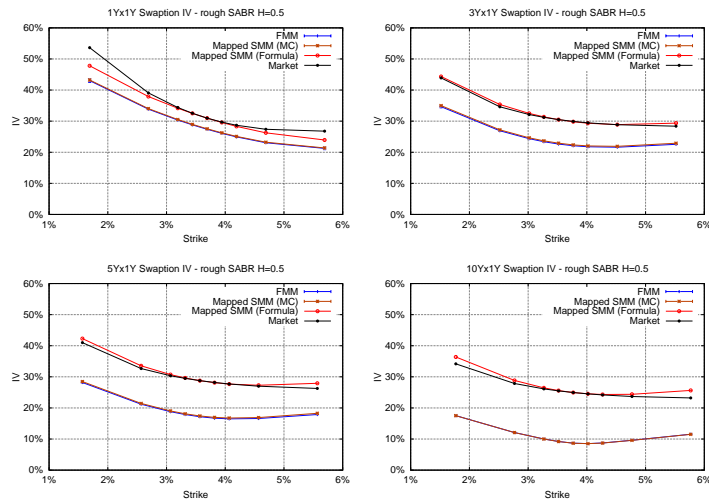 1Yx1Y Swaption IV - rough SABR H=0.5
60%
50%
40%
30%
20%
10%
0%
IV
1% 2% 3% 4% 5% 6%
Strike
FMM
Mapped SMM (MC)
Mapped SMM (Formula)
Market
3Yx1Y Swaption IV - rough SABR H=0.5
60%
50%
40%
30%
20%
10%
0%
IV
1% 2% 3% 4% 5% 6%
Strike
FMM
Mapped SMM (MC)
Mapped SMM (Formula)
Market
5Yx1Y Swaption IV - rough SABR H=0.5
60%
50%
40%
30%
20%
10%
0%
IV
1% 2% 3% 4% 5% 6%
Strike
FMM
Mapped SMM (MC)
Mapped SMM (Formula)
Market
10Yx1Y Swaption IV - rough SABR H=0.5
60%
50%
40%
30%
20%
10%
0%
IV
1% 2% 3% 4% 5% 6%
Strike
FMM
Mapped SMM (MC)
Mapped SMM (Formula)
Market